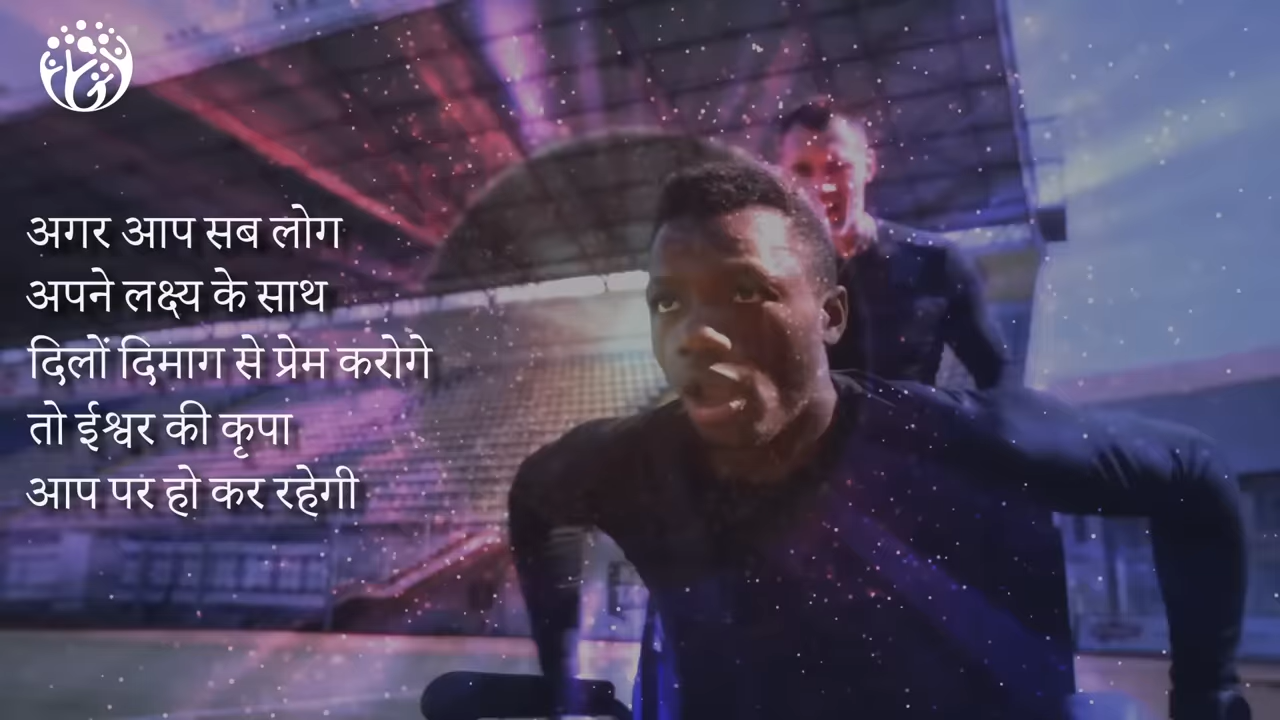 अगर आप सब लोग
अपने लक्ष्य के साथ
दिलों दिमाग से प्रेम करोगे
तो ईश्वर की कृपा
आप पर हो कर रहेगी